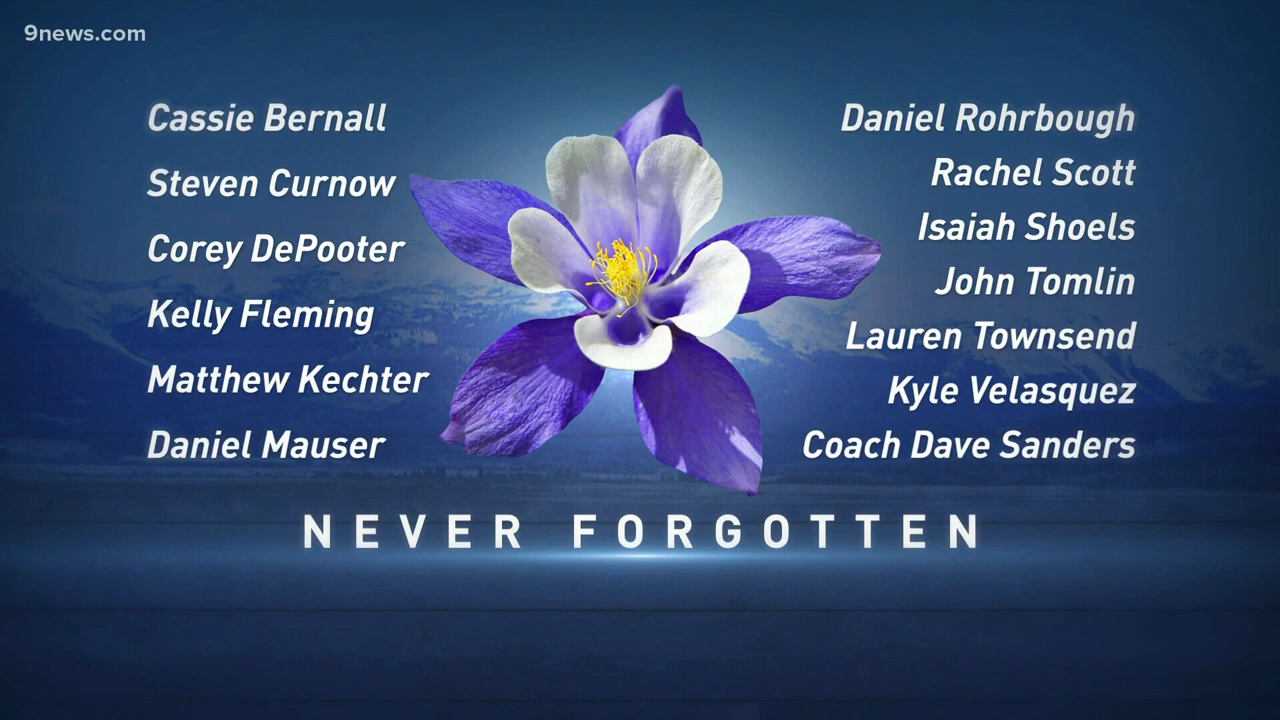 9news.com
Cassie Bernall
Steven Curnow
Corey DePooter
Kelly Fleming
Matthew Kechter
Daniel Mauser
Daniel Rohrbough
Rachel Scott
Isaiah Shoels
John Tomlin
Lauren Townsend
Kyle Velasquez
Coach Dave Sanders
NEVER FORGOTTEN